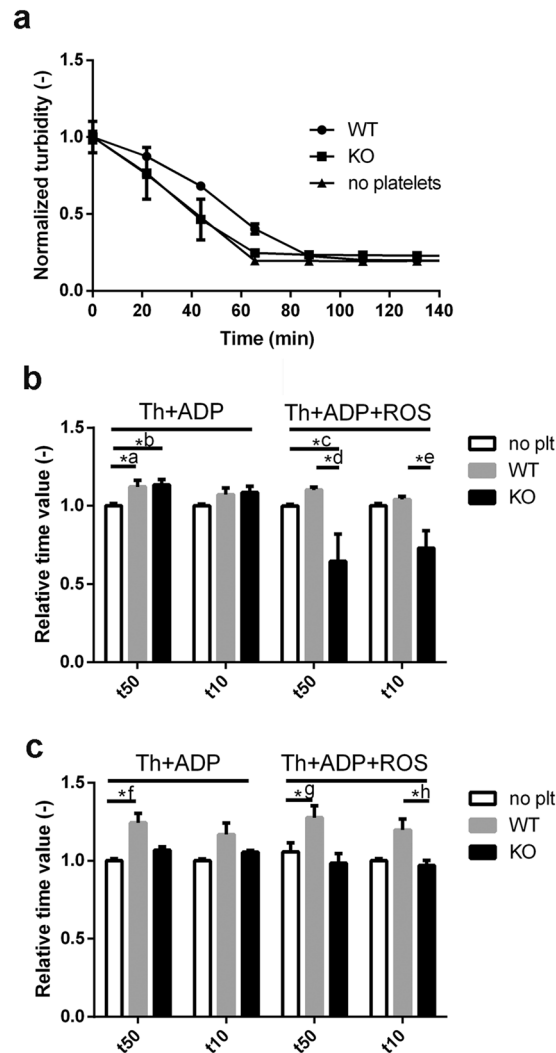 a
1.5
1.0
0.5
0.0
Normalized turbidity (-)
WT
KO
no platelets
0 20 40 60 80 100 120 140
Time (min)
b
Th+ADP Th+ADP+ROS
1.5
1.0
0.5
0.0
Relative time value (-)
*b
*a
*c
*d
*e
no plt
WT
KO
t50 t10 t50 t10
c
Th+ADP Th+ADP+ROS
1.5
1.0
0.5
0.0
Relative time value (-)
*f *g *h
no plt
WT
KO
t50 t10 t50 t10